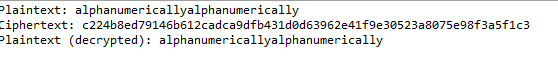 Plaintext: alphanumericallyalphanumerically
Ciphertext: c224b8ed79146b612cadca9dfb431d0d63962e41f9e30523a8075e98f3a5f1c3
Plaintext (decrypted): alphanumericallyalphanumerically